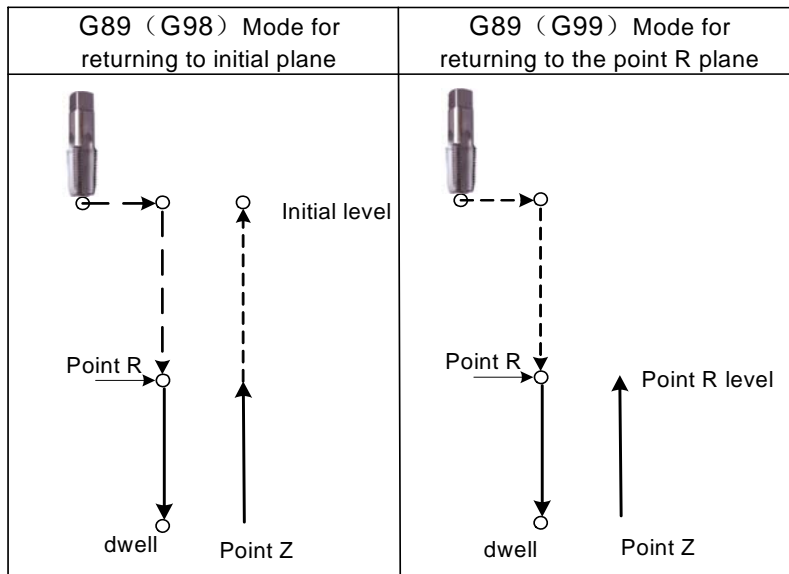 G89（G98）Mode for
returning to initial plane
G89（G99）Mode for
returning to the point R plane
Initial level
Point R
dwell
Point Z
Point R
Point R level
dwell
Point Z